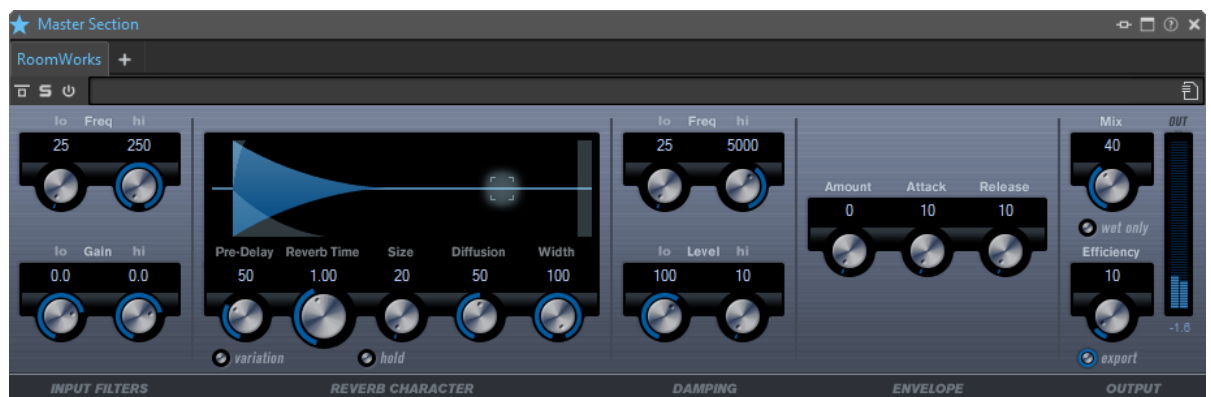 Master Section
RoomWorks +
S
lo Freq hi
25 250
lo Gain hi
0.0 0.0
Pre-Delay Reverb Time Size Diffusion Width
50 1.00 20 50 100
variation hold
lo Freq hi
25 5000
lo Level hi
100 10
Amount Attack Release
0 10 10
Mix OUT
40
wet only
Efficiency
10
-1.6
export
INPUT FILTERS REVERB CHARACTER DAMPING ENVELOPE OUTPUT